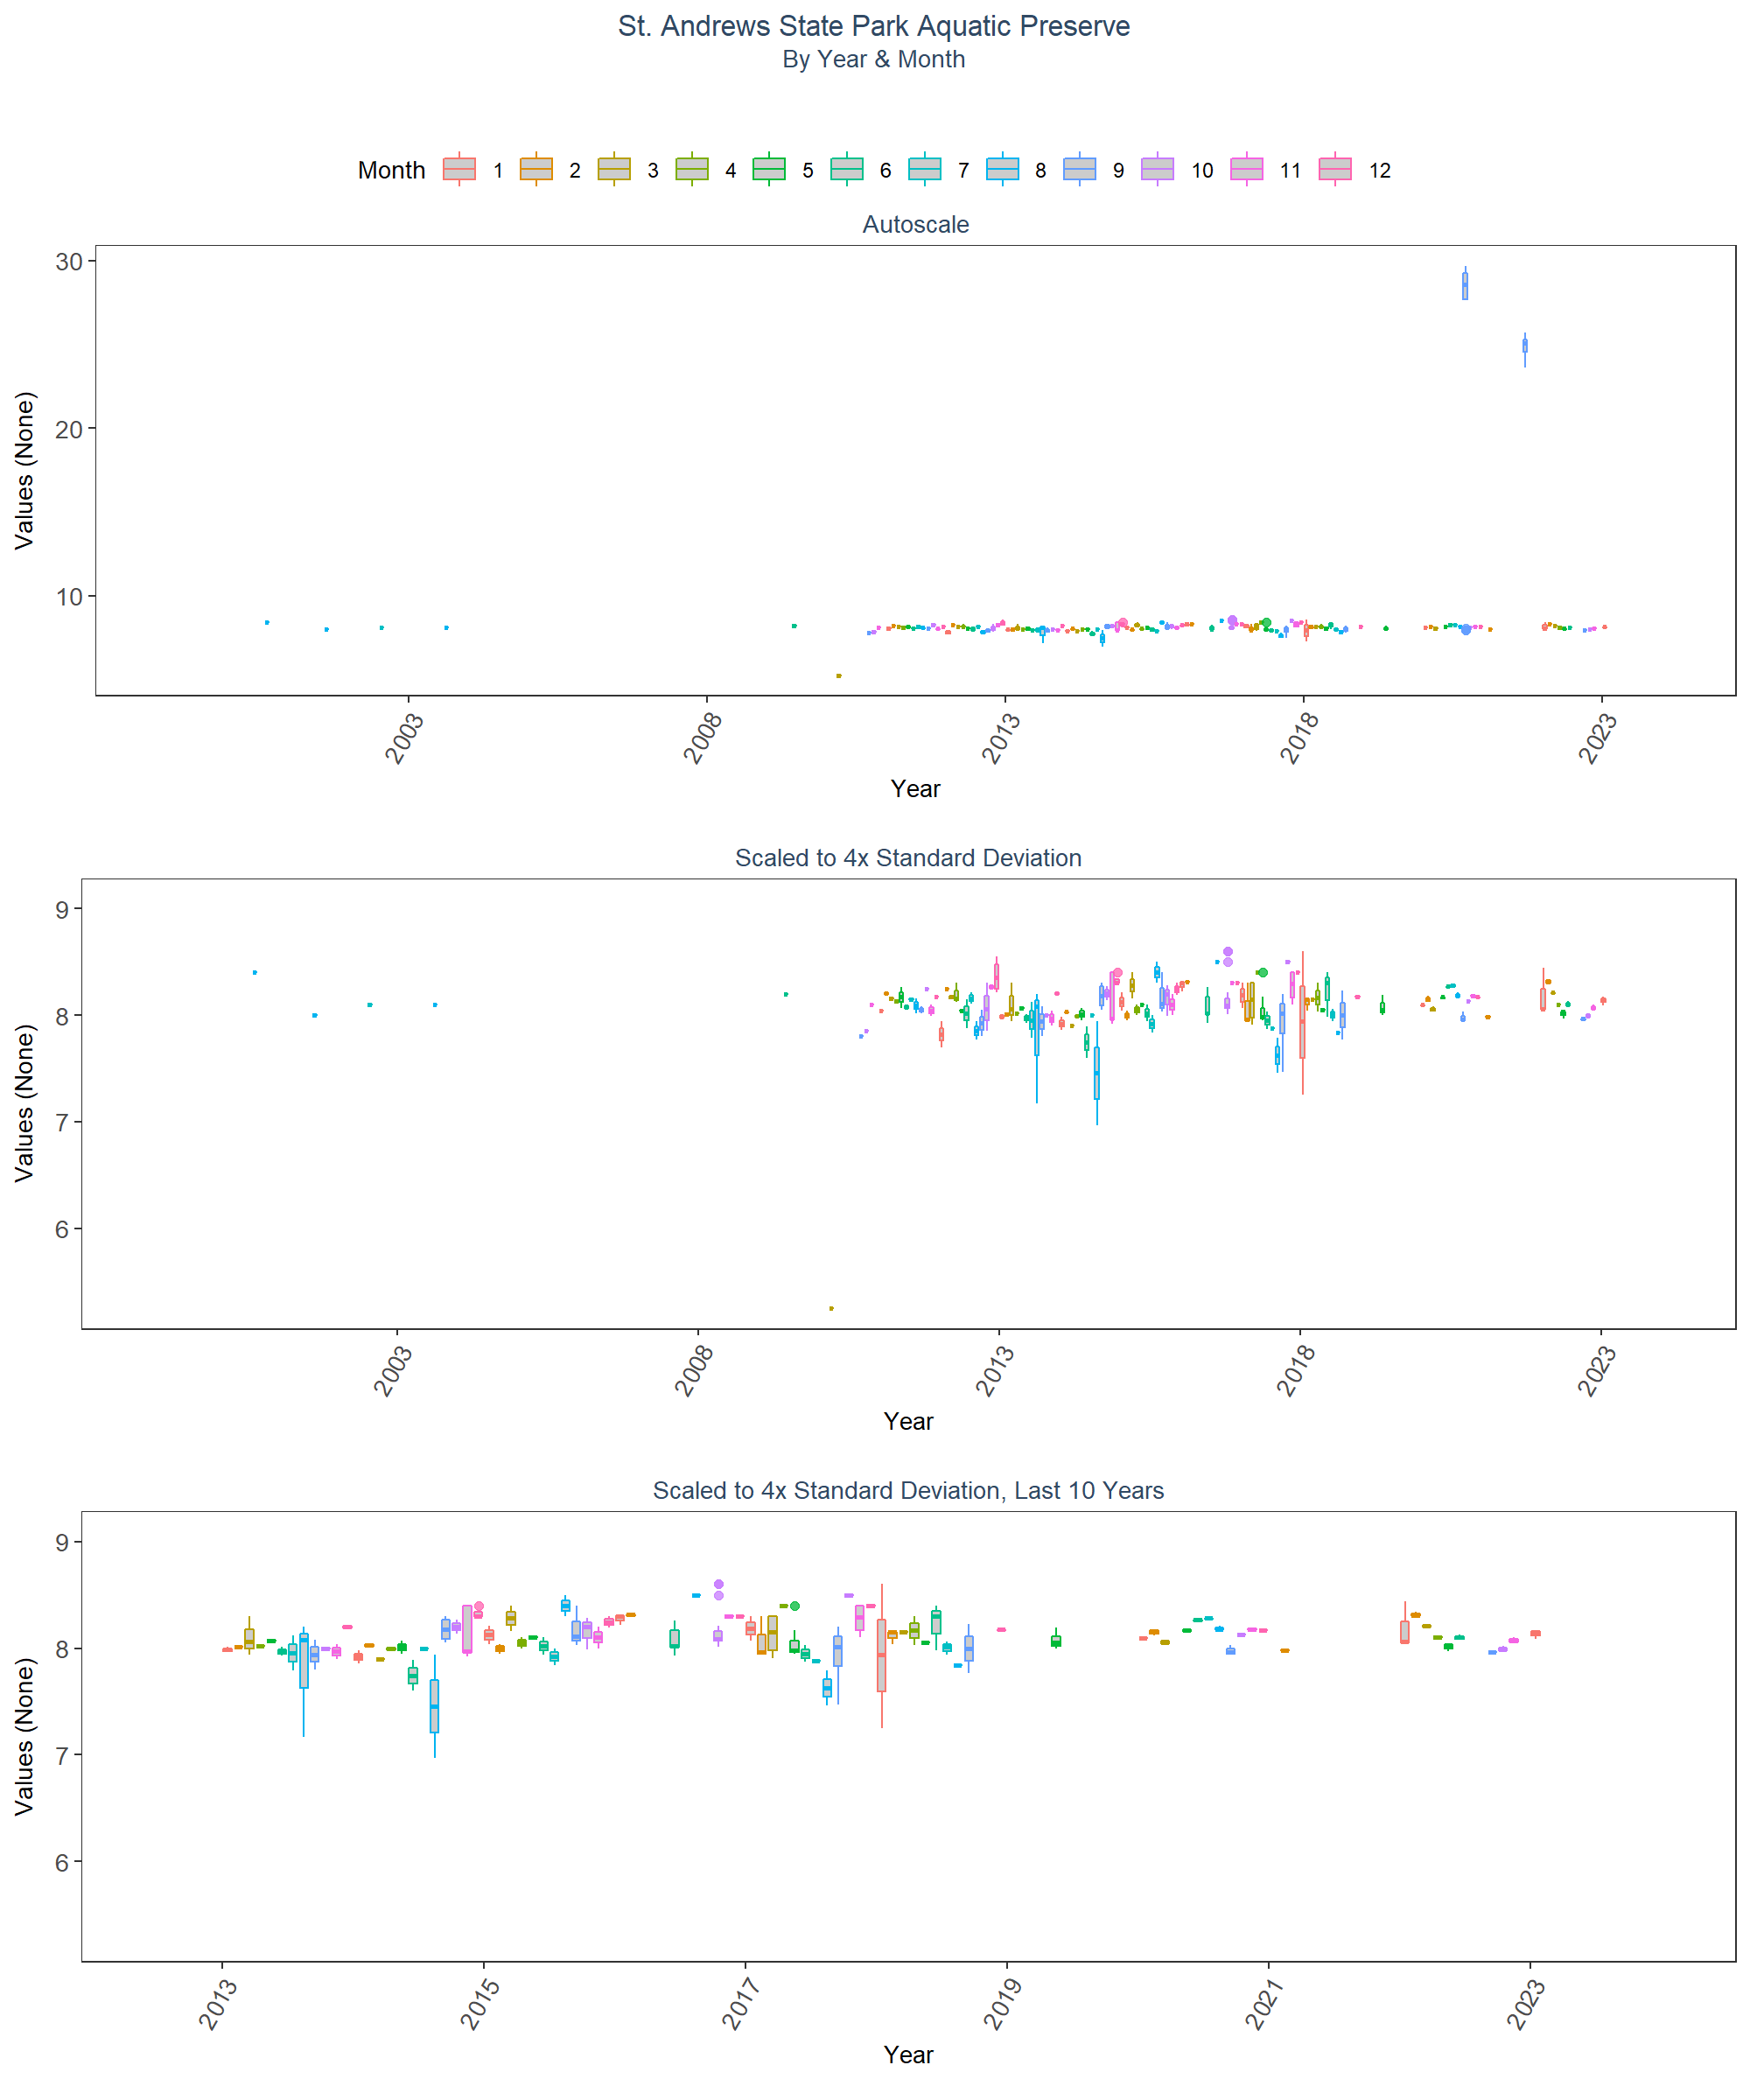 St. Andrews State Park Aquatic Preserve
By Year & Month
Month 1 2 3 4 5 6 7 8 9 10 11 12
Autoscale
Values (None)
30
20
10
2003 2008 2013 2018 2023
Year
Scaled to 4x Standard Deviation
Values (None)
9
8
7
6
2003 2008 2013 2018 2023
Year
Scaled to 4x Standard Deviation, Last 10 Years
Values (None)
9
8
7
6
2013 2015 2017 2019 2021 2023
Year